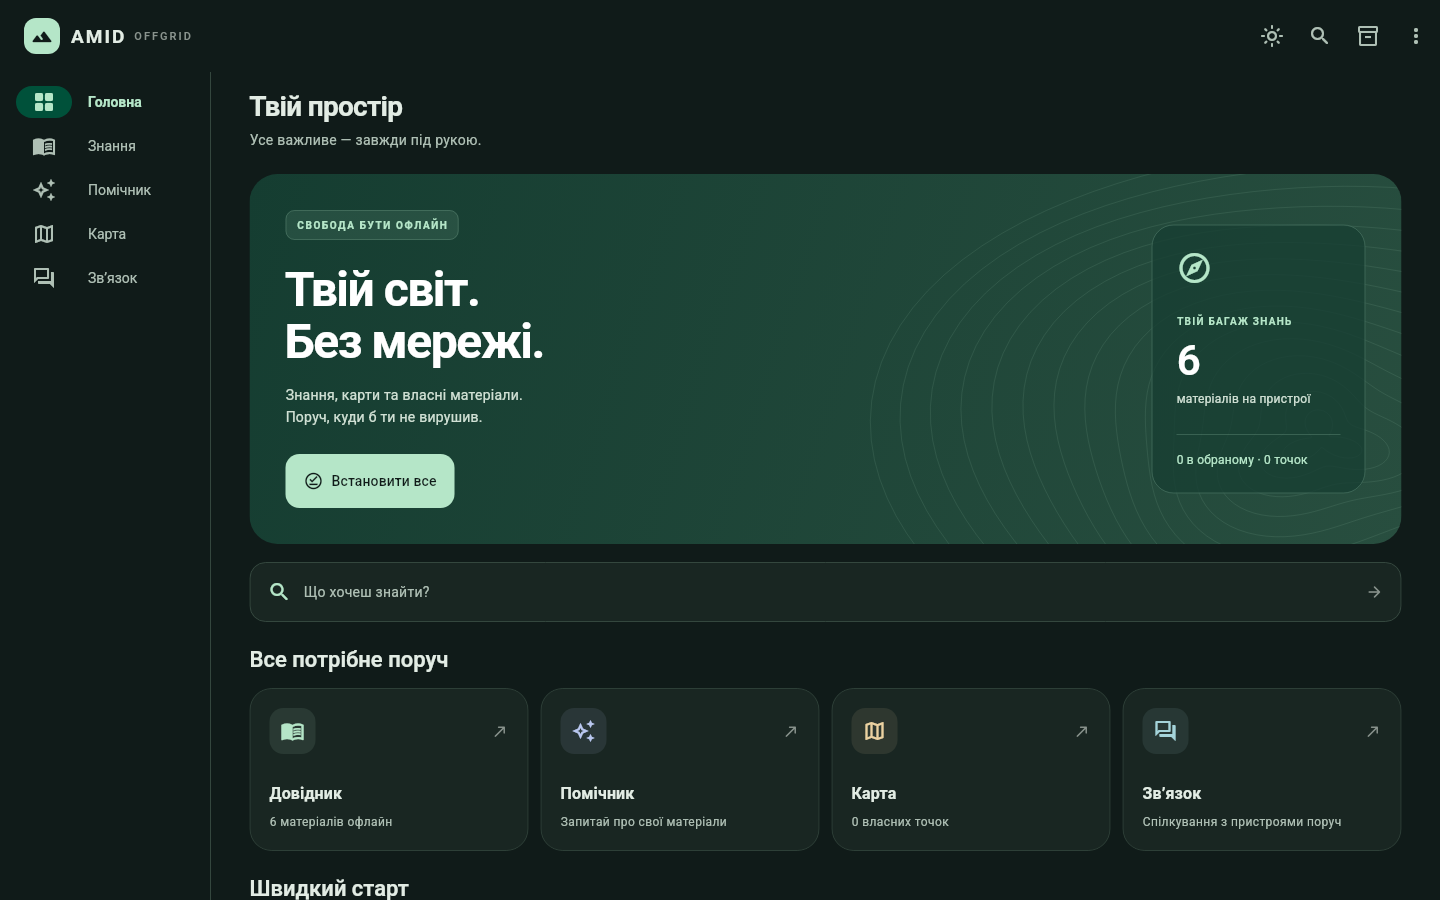 AMID OFFGRID
Головна
Знання
Помічник
Карта
Зв’язок
Твій простір
Усе важливе — завжди під рукою.
СВОБОДА БУТИ ОФЛАЙН
Твій світ.
Без мережі.
Знання, карти та власні матеріали.
Поруч, куди б ти не вирушив.
Встановити все
ТВІЙ БАГАЖ ЗНАНЬ
6
матеріалів на пристрої
0 в обраному · 0 точок
Що хочеш знайти?
Все потрібне поруч
Довідник
6 матеріалів офлайн
Помічник
Запитай про свої матеріали
Карта
0 власних точок
Зв’язок
Спілкування з пристроями поруч
Швидкий старт